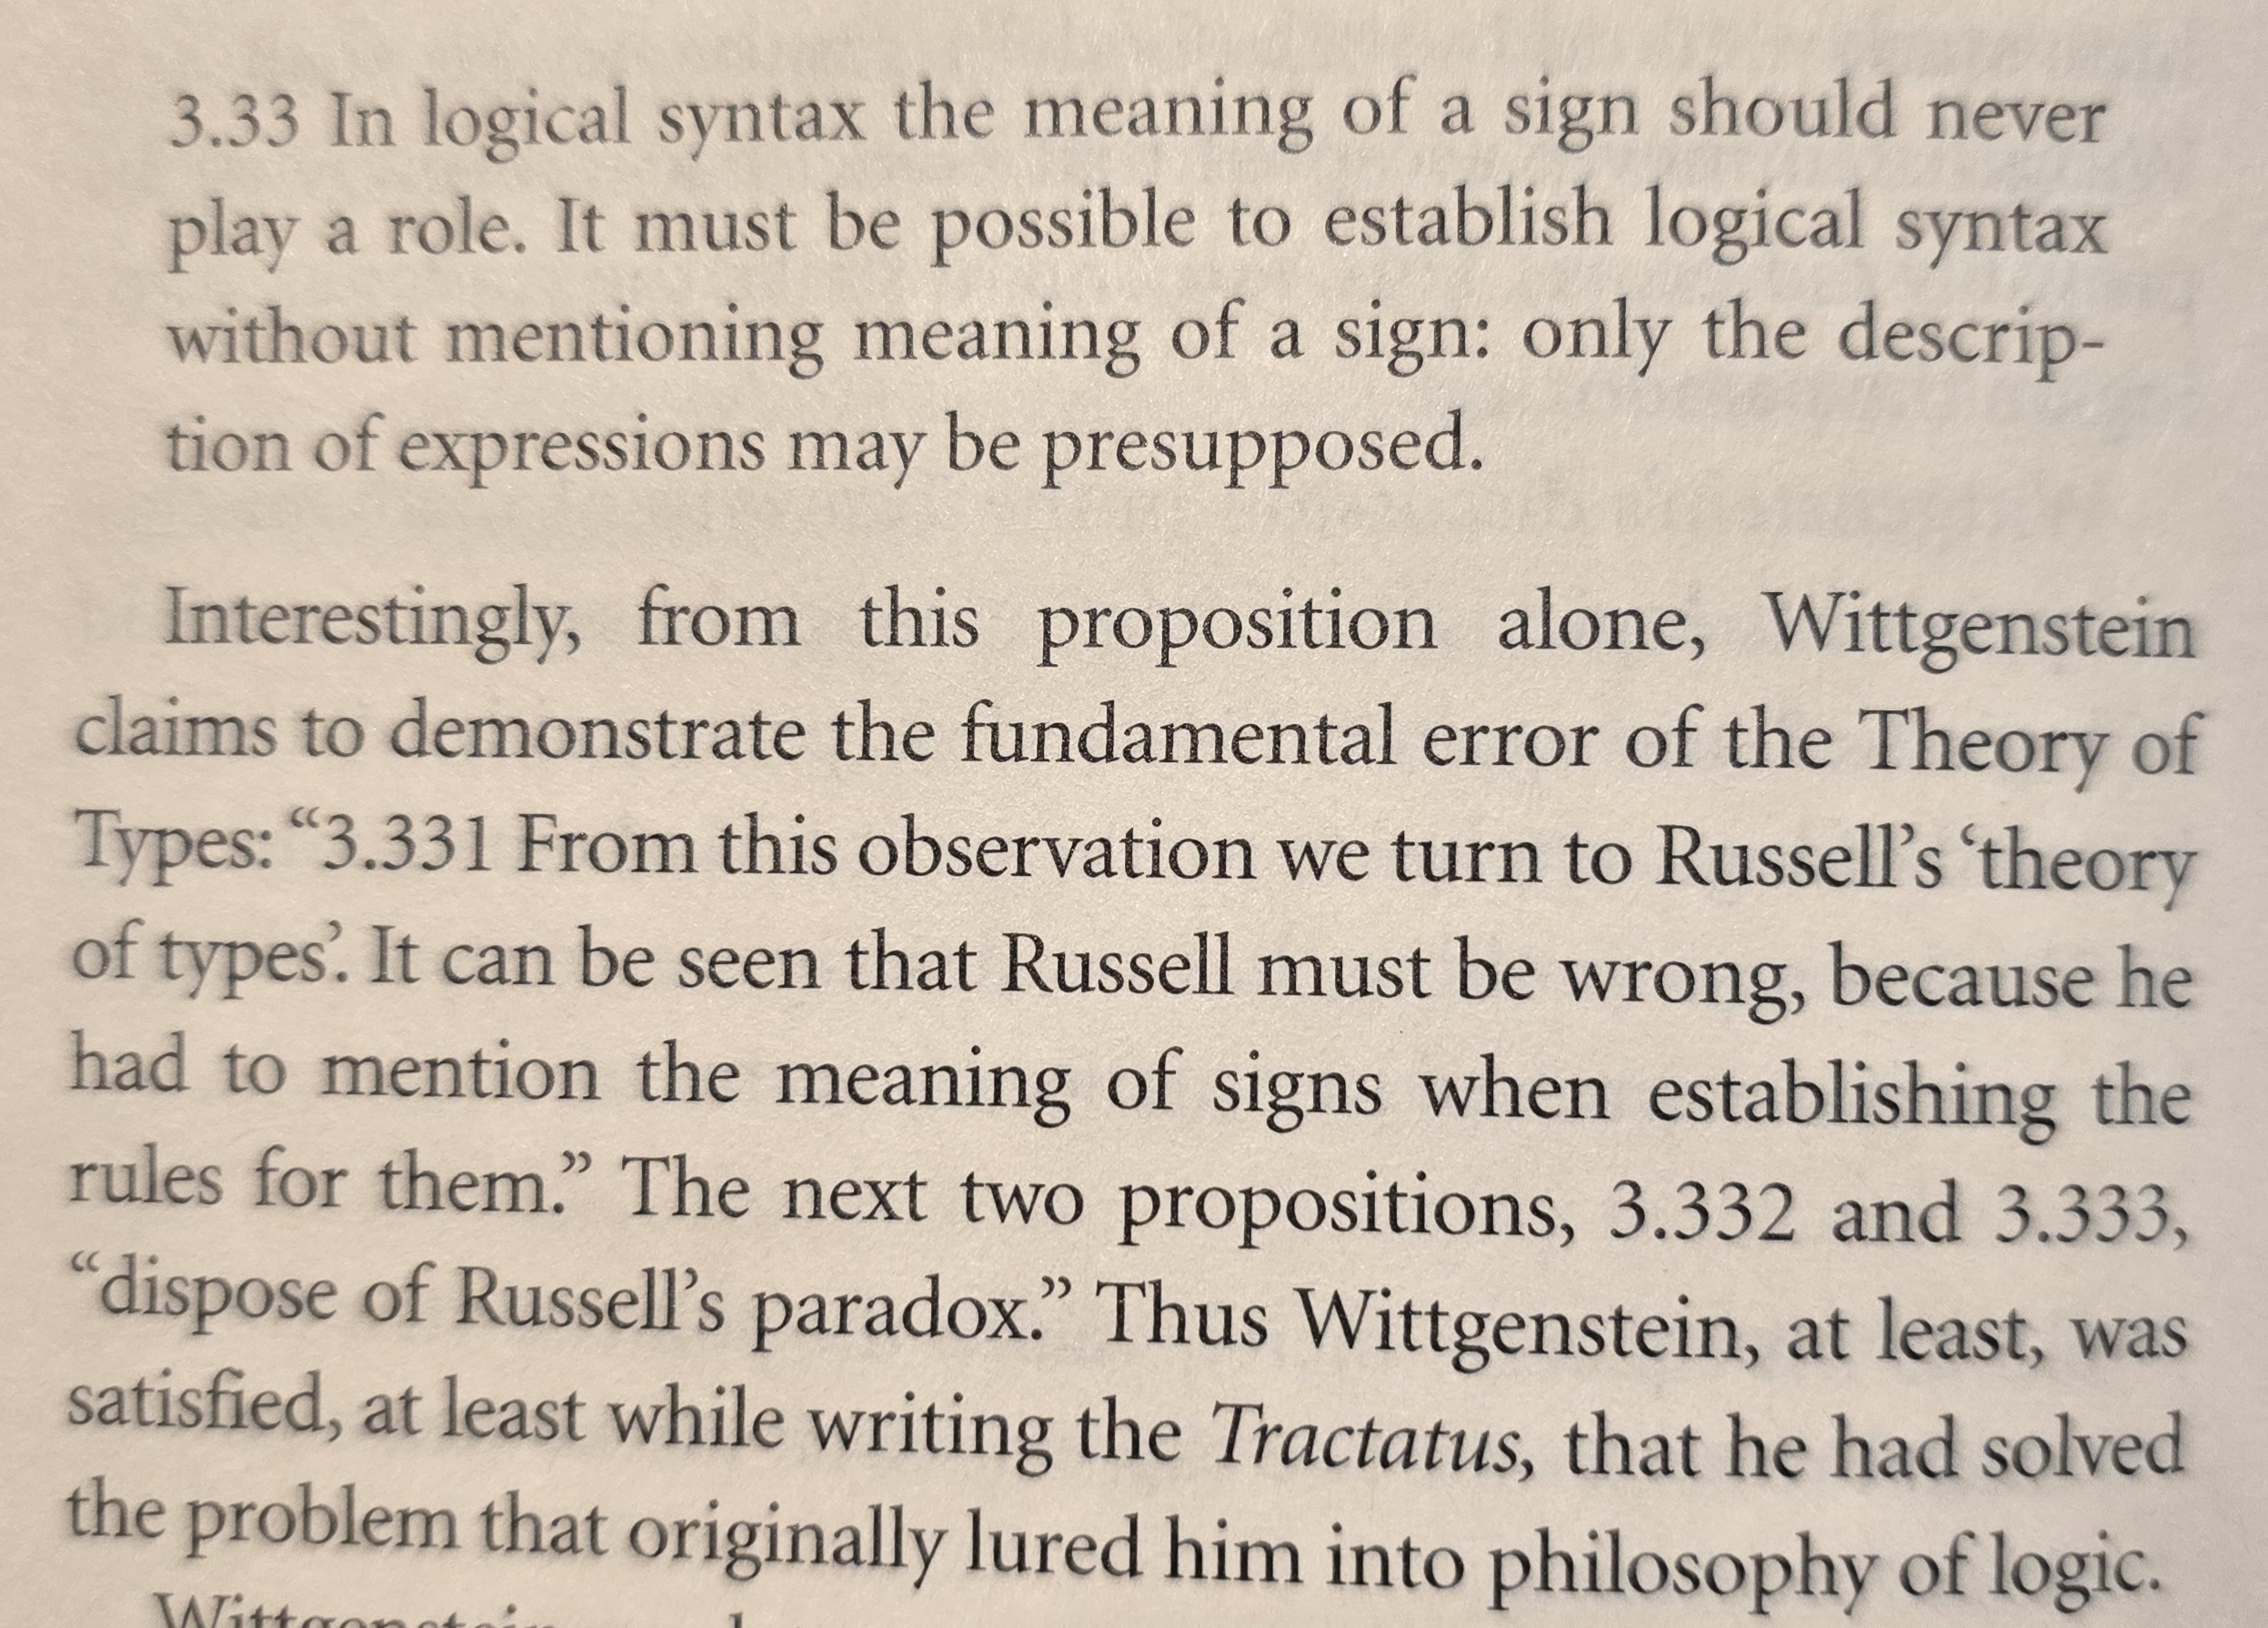 3.33 In logical syntax the meaning of a sign should never
play a role. It must be possible to establish logical syntax
without mentioning meaning of a sign: only the descrip-
tion of expressions may be presupposed.
Interestingly, from this proposition alone, Wittgenstein
claims to demonstrate the fundamental error of the Theory of
Types: “3.331 From this observation we turn to Russell’s ‘theory
of types’. It can be seen that Russell must be wrong, because he
had to mention the meaning of signs when establishing the
rules for them.” The next two propositions, 3.332 and 3.333,
“dispose of Russell’s paradox.” Thus Wittgenstein, at least, was
satisfied, at least while writing the Tractatus, that he had solved
the problem that originally lured him into philosophy of logic.
Wittgenstein